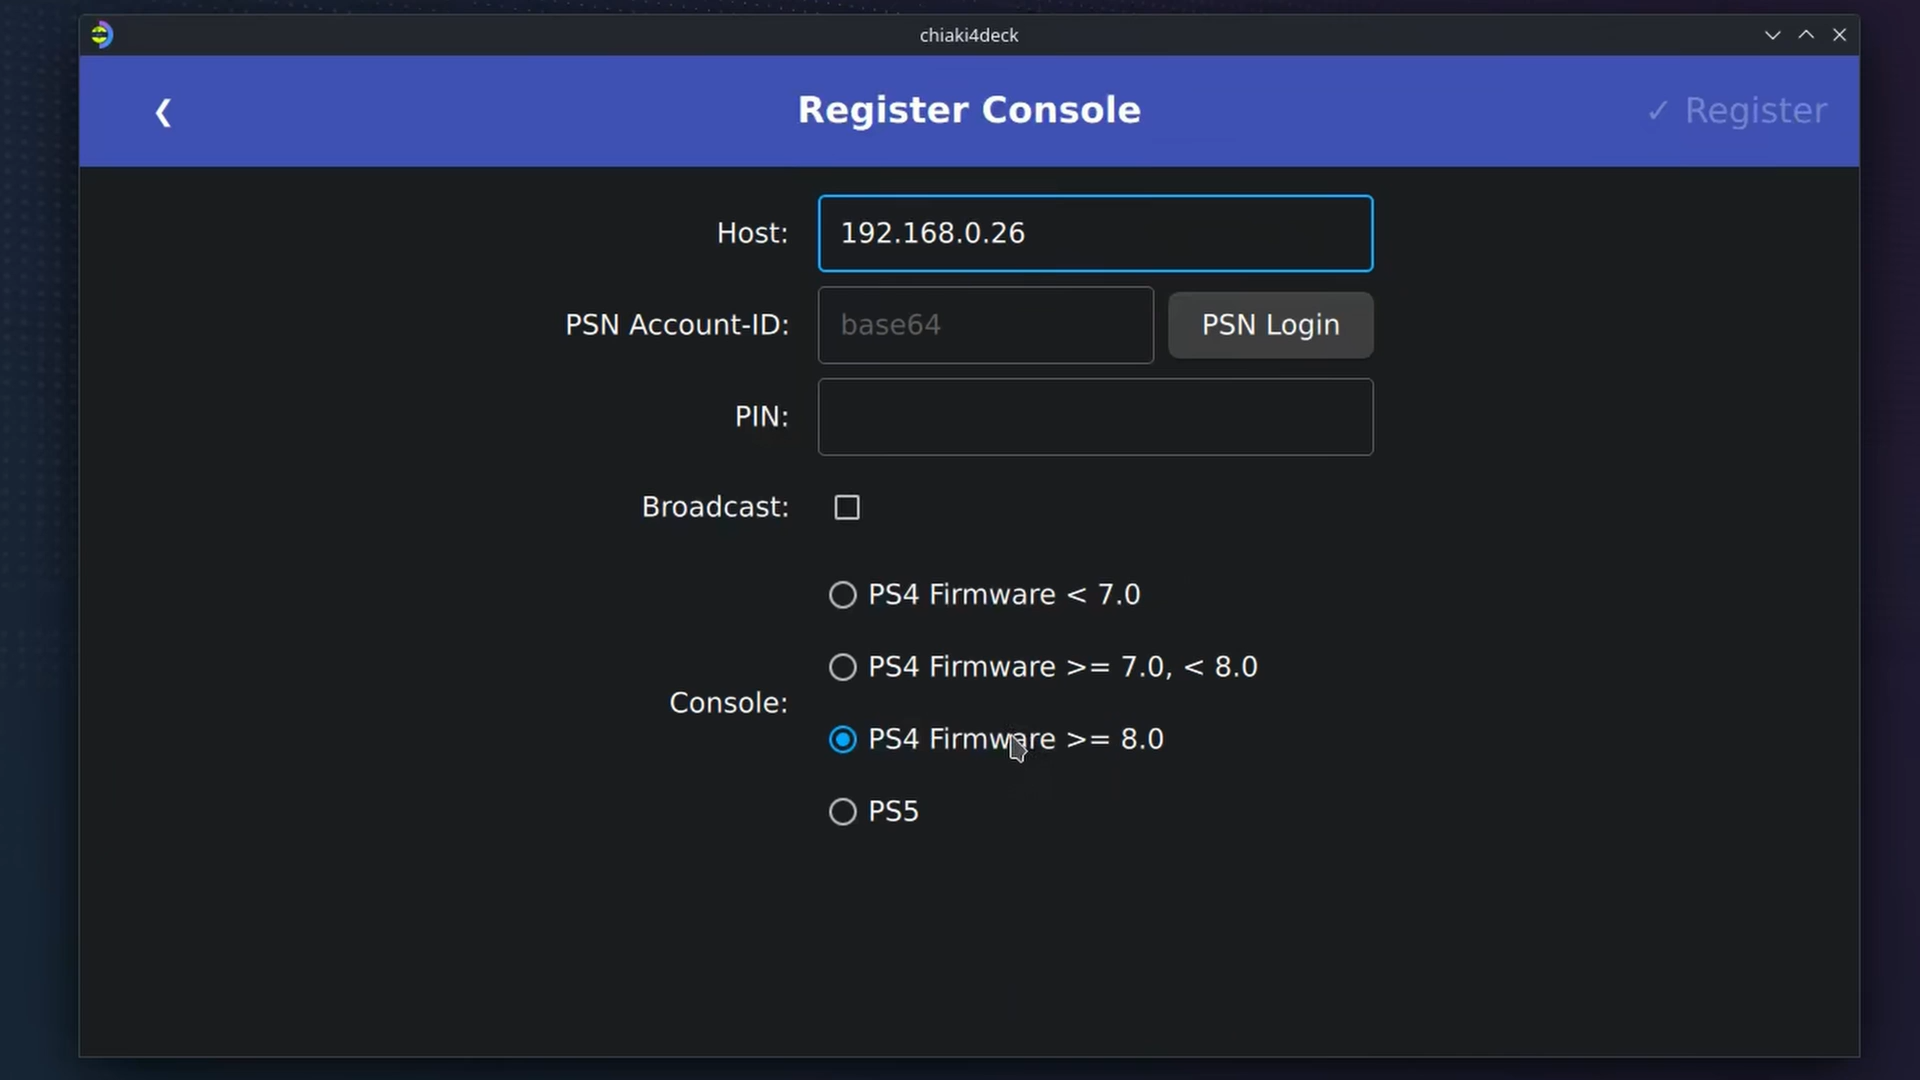 chiaki4deck
Register Console
✓ Register
Host: 192.168.0.26
PSN Account-ID: base64 PSN Login
PIN:
Broadcast:
PS4 Firmware < 7.0
PS4 Firmware >= 7.0, < 8.0
Console:
PS4 Firmware >= 8.0
PS5